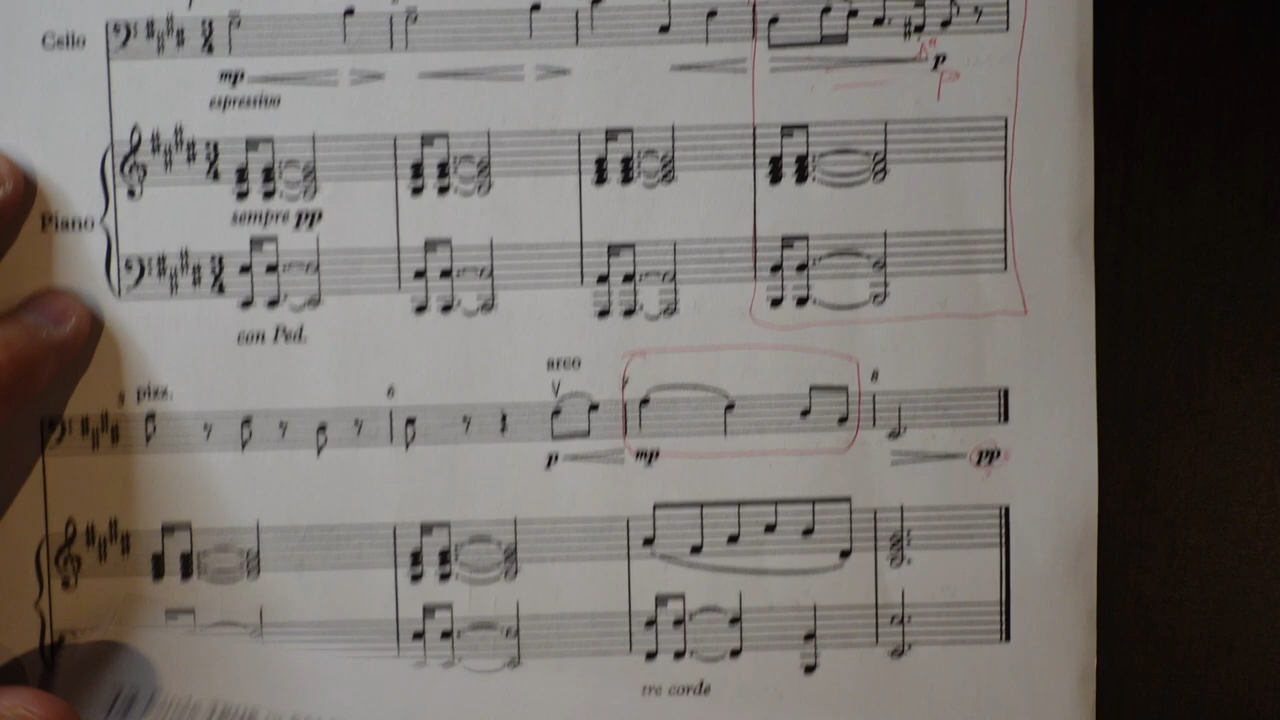 Cello
mp
espressivo
p
p
Piano
sempre pp
con Ped.
pizz.
6
arco
8
p
mp
pp
tre corde